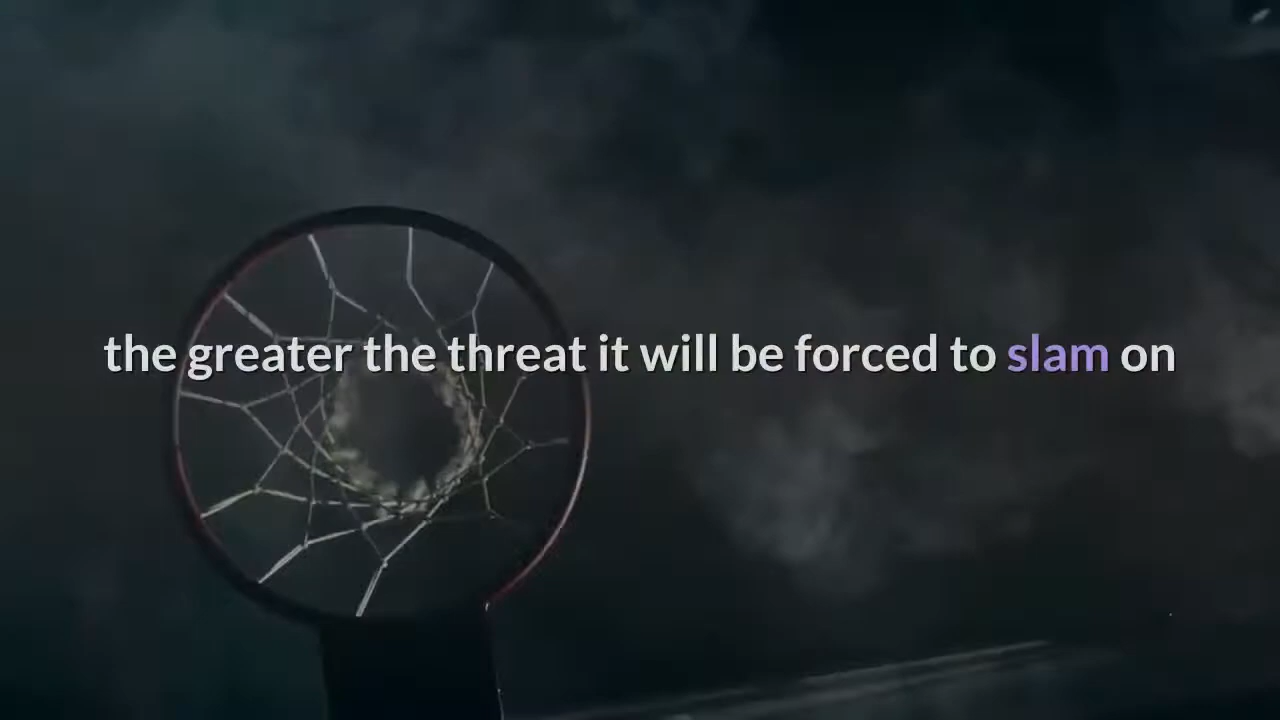 the greater the threat it will be forced to slam on